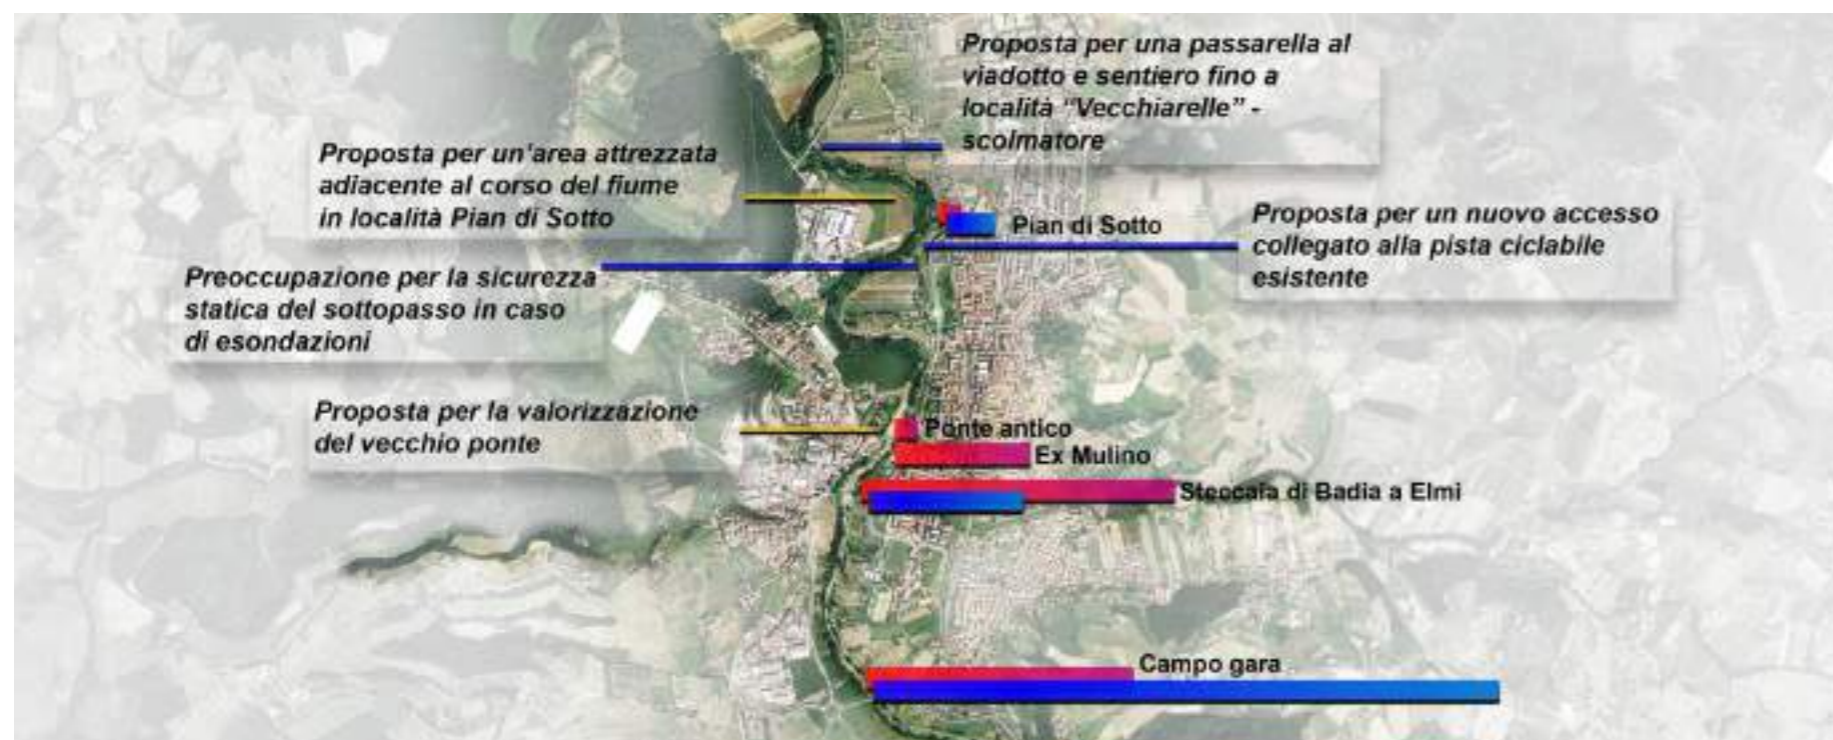 Proposta per una passarella al
viadotto e sentiero fino a
località “Vecchiarelle” -
scolmatore
Proposta per un'area attrezzata
adiacente al corso del fiume
in località Pian di Sotto
Pian di Sotto
Proposta per un nuovo accesso
collegato alla pista ciclabile
esistente
Preoccupazione per la sicurezza
statica del sottopasso in caso
di esondazioni
Proposta per la valorizzazione
del vecchio ponte
Ponte antico
Ex Mulino
Steccaia di Badia a Elmi
Campo gara